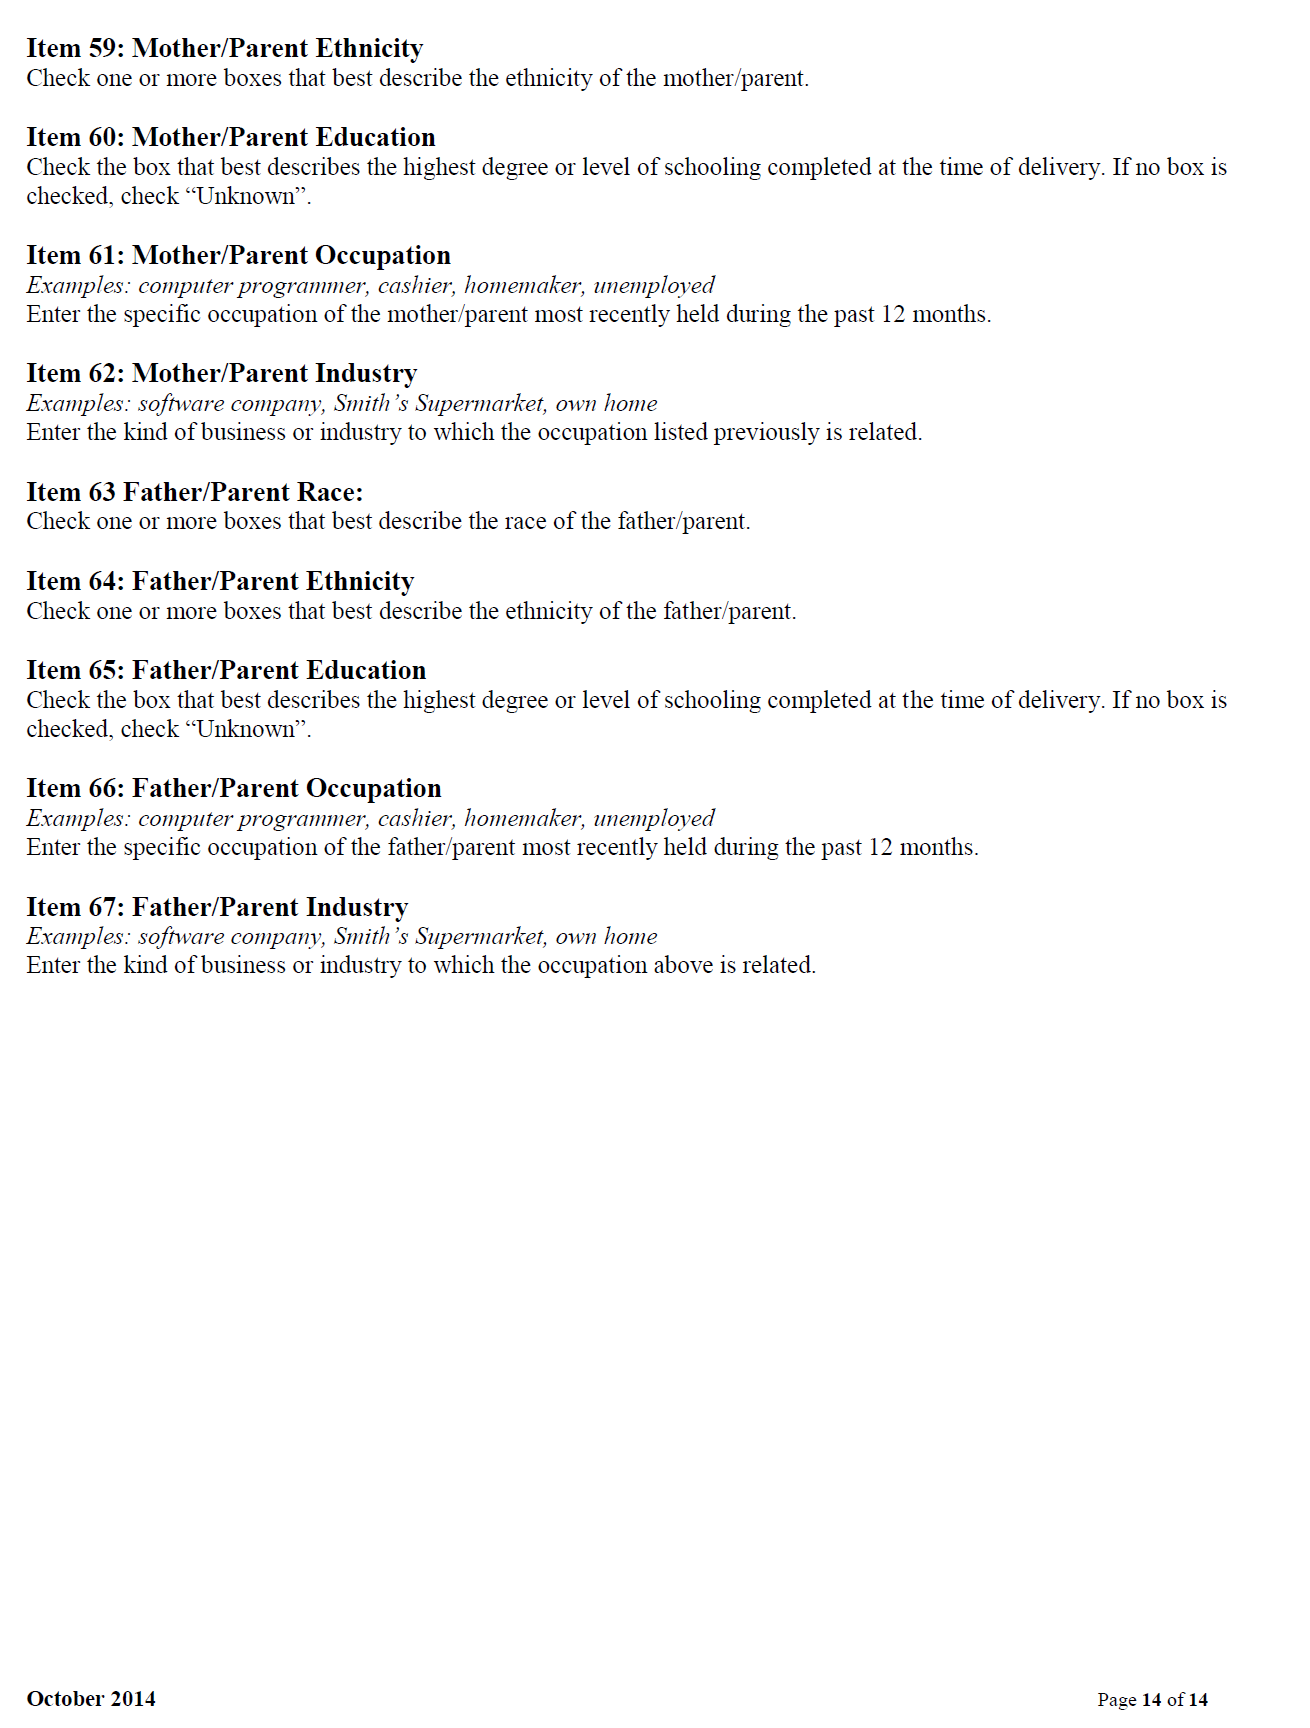 Item 59: Mother/Parent Ethnicity
Check one or more boxes that best describe the ethnicity of the mother/parent.
Item 60: Mother/Parent Education
Check the box that best describes the highest degree or level of schooling completed at the time of delivery. If no box is
checked, check “Unknown”.
Item 61: Mother/Parent Occupation
Examples: computer programmer, cashier, homemaker, unemployed
Enter the specific occupation of the mother/parent most recently held during the past 12 months.
Item 62: Mother/Parent Industry
Examples: software company, Smith’s Supermarket, own home
Enter the kind of business or industry to which the occupation listed previously is related.
Item 63 Father/Parent Race:
Check one or more boxes that best describe the race of the father/parent.
Item 64: Father/Parent Ethnicity
Check one or more boxes that best describe the ethnicity of the father/parent.
Item 65: Father/Parent Education
Check the box that best describes the highest degree or level of schooling completed at the time of delivery. If no box is
checked, check “Unknown”.
Item 66: Father/Parent Occupation
Examples: computer programmer, cashier, homemaker, unemployed
Enter the specific occupation of the father/parent most recently held during the past 12 months.
Item 67: Father/Parent Industry
Examples: software company, Smith’s Supermarket, own home
Enter the kind of business or industry to which the occupation above is related.
October 2014 Page 14 of 14